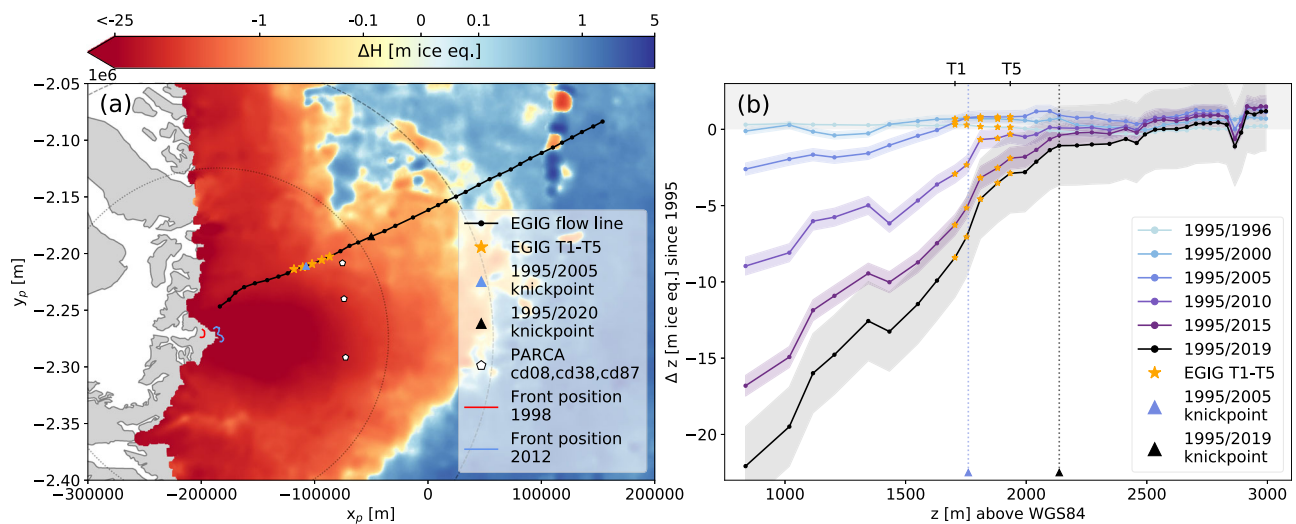 <-25
-1
-0.1
0
0.1
1
5
ΔH [m ice eq.]
1e6
(a)
−2.05
−2.10
−2.15
−2.20
−2.25
−2.30
−2.35
−2.40
y_p [m]
−300000
−200000
−100000
0
100000
200000
x_p [m]
EGIG flow line
EGIG T1-T5
1995/2005
knickpoint
1995/2020
knickpoint
PARCA
cd08,cd38,cd87
Front position
1998
Front position
2012
T1
T5
(b)
0
−5
−10
−15
−20
Δ z [m ice eq.] since 1995
1000
1500
2000
2500
3000
z [m] above WGS84
1995/1996
1995/2000
1995/2005
1995/2010
1995/2015
1995/2019
EGIG T1-T5
1995/2005
knickpoint
1995/2019
knickpoint